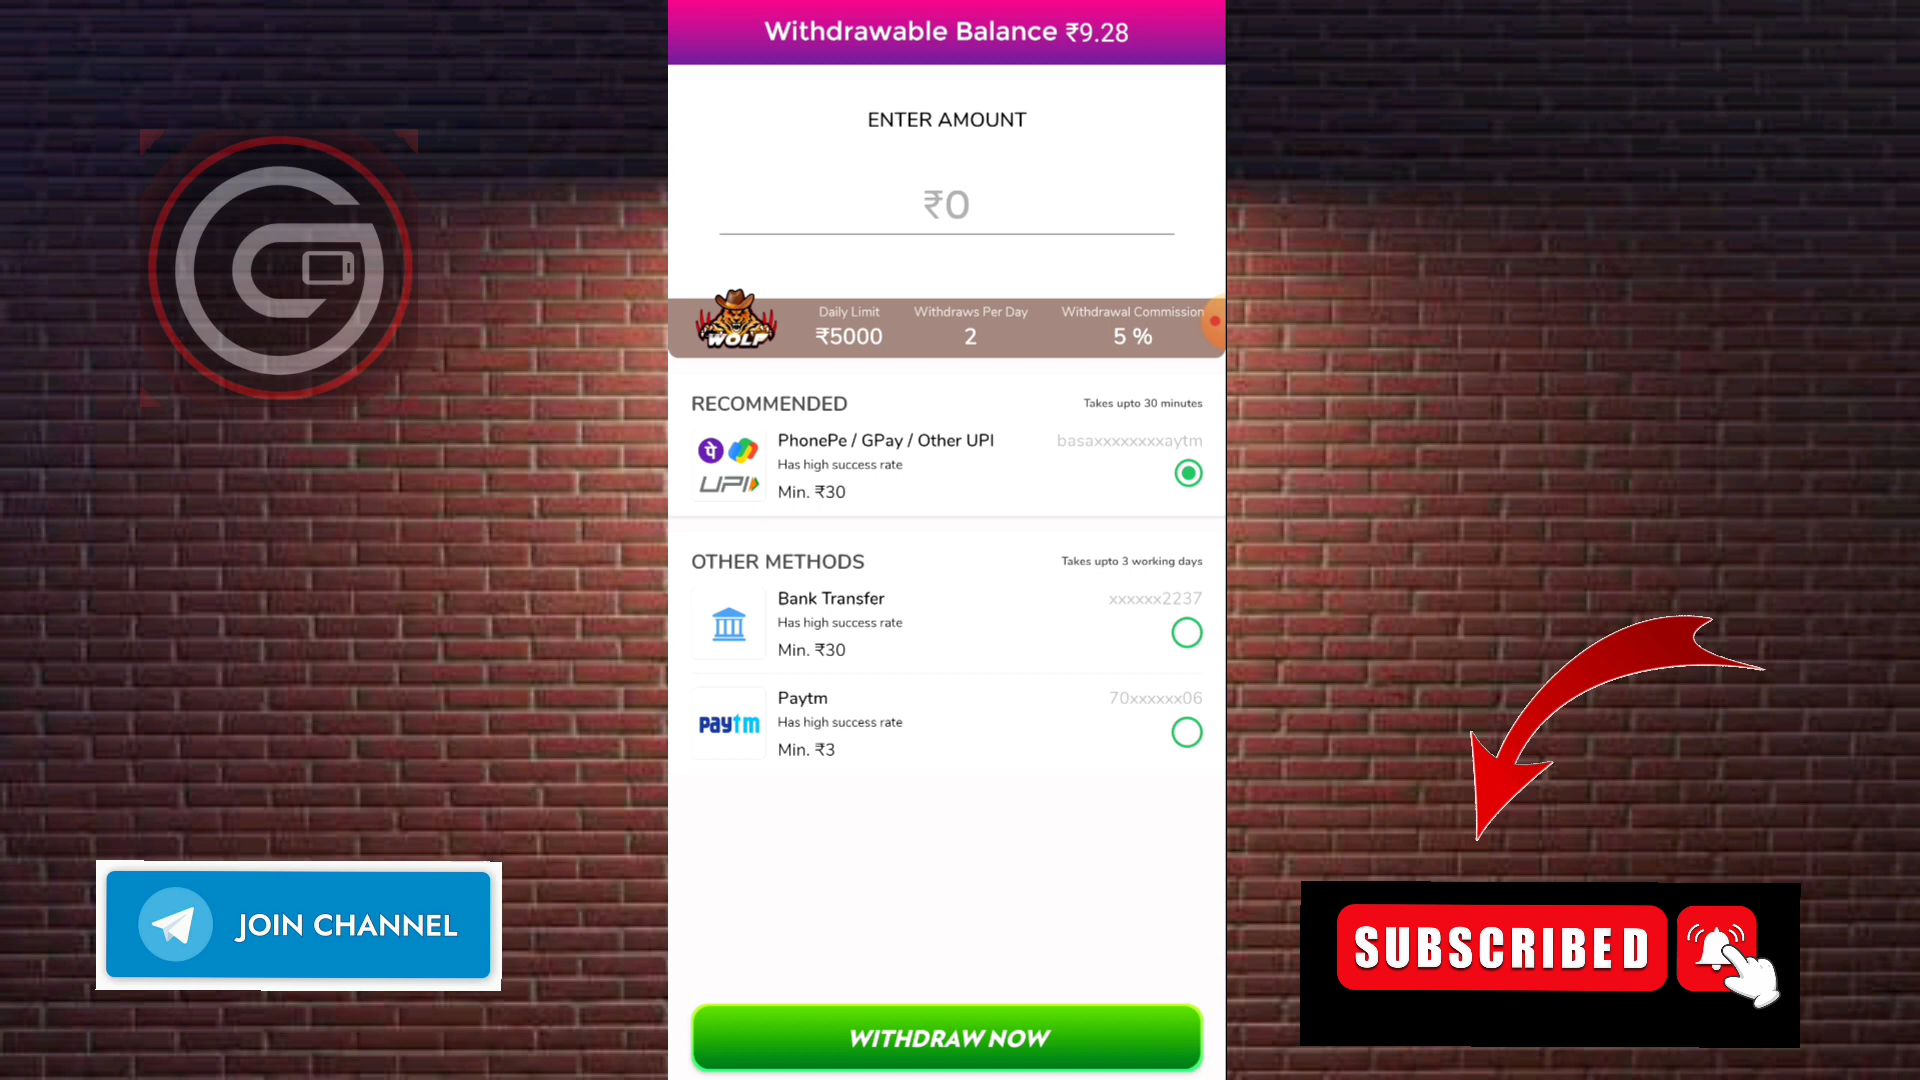 Withdrawable Balance ₹9.28
ENTER AMOUNT
₹0
WOLF
Daily Limit
₹5000
Withdraws Per Day
2
Withdrawal Commission
5 %
RECOMMENDED
Takes upto 30 minutes
PhonePe / GPay / Other UPI
basaxxxxxxxxaytm
Has high success rate
Min. ₹30
पे
UPI
OTHER METHODS
Takes upto 3 working days
Bank Transfer
xxxxxx2237
Has high success rate
Min. ₹30
Paytm
70xxxxxx06
paytm
Has high success rate
Min. ₹3
JOIN CHANNEL
SUBSCRIBED
WITHDRAW NOW